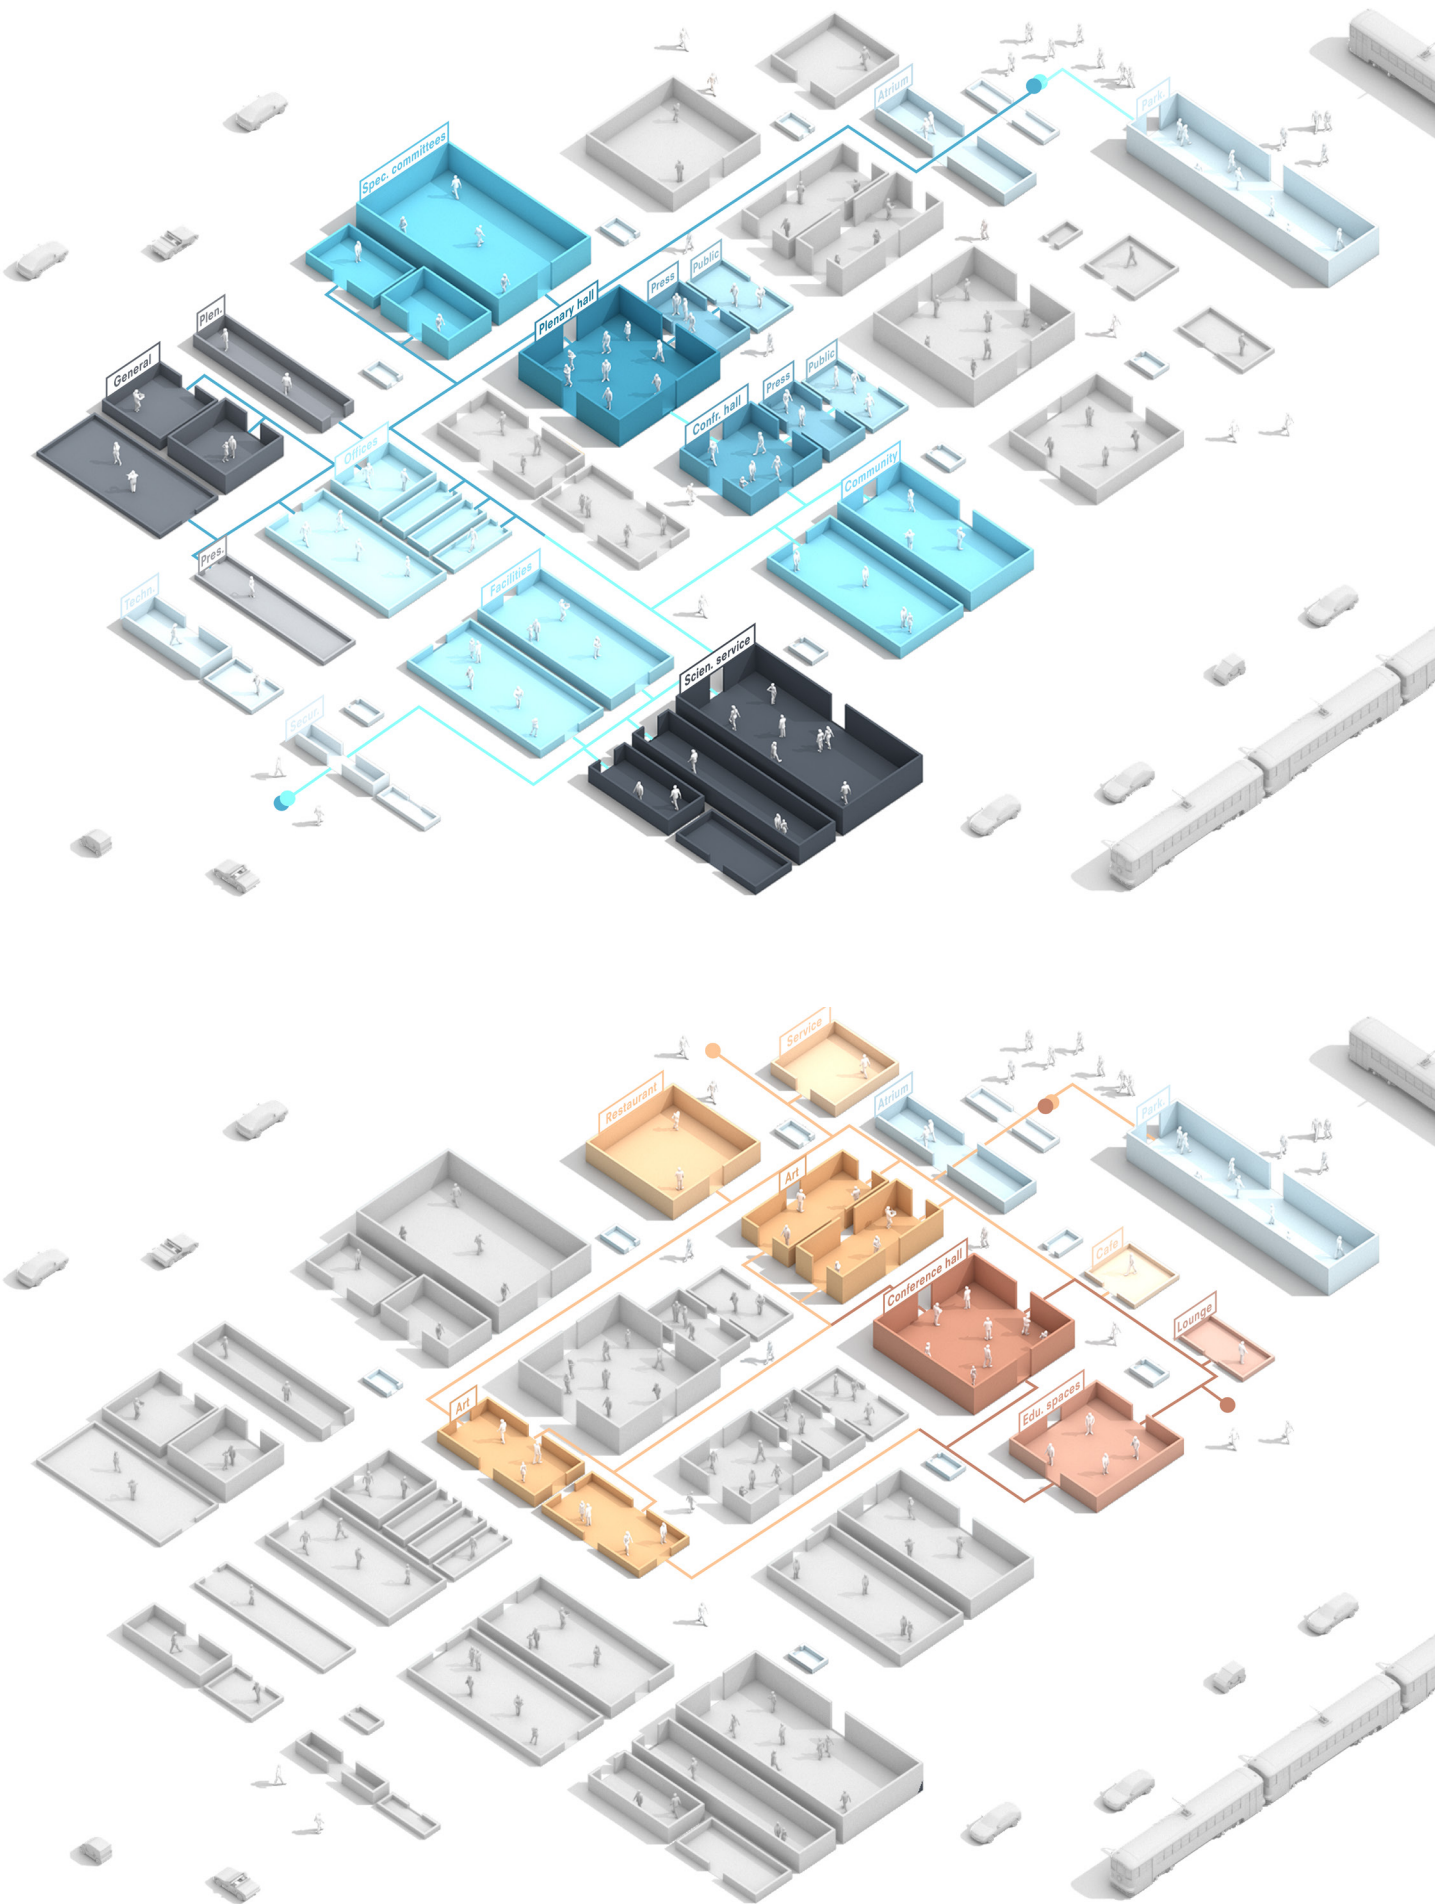 Atrium
Park.
Spec. committees
Public
Press
Plenary hall
Plen.
General
Public
Press
Confr. hall
Offices
Community
Pres.
Facilities
Techn.
Scien. service
Secur.
Service
Restaurant
Atrium
Park.
Art
Cafe
Conference hall
Lounge
Edu. spaces
Art